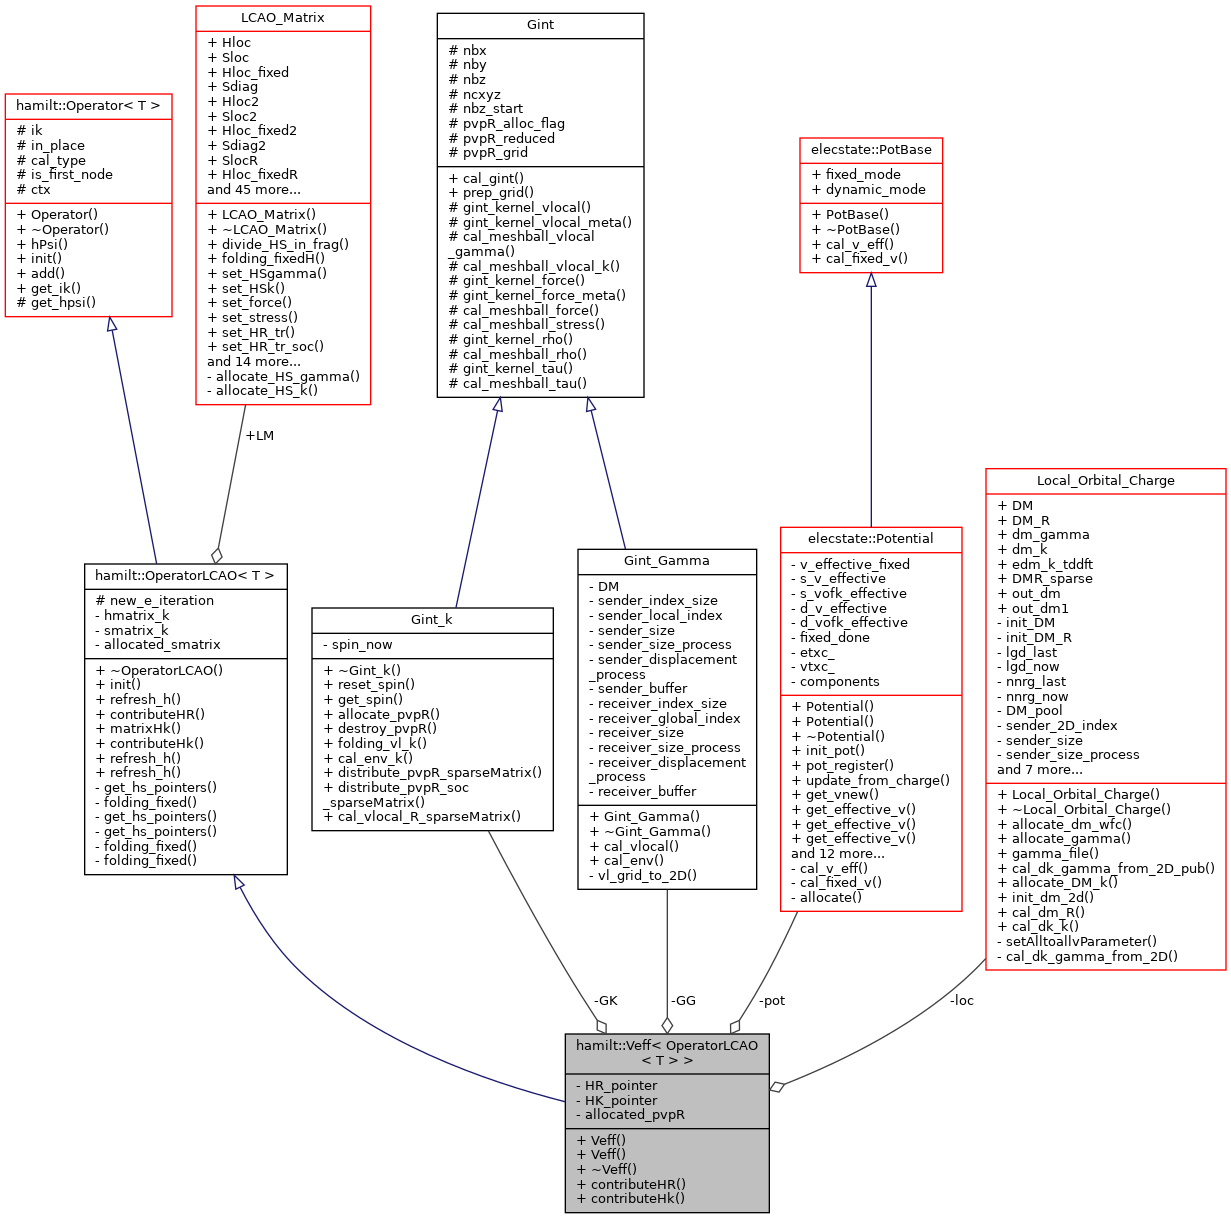 LCAO_Matrix
+ Hloc
+ Sloc
+ Hloc_fixed
+ Sdiag
+ Hloc2
+ Sloc2
+ Hloc_fixed2
+ Sdiag2
+ SlocR
+ Hloc_fixedR
and 45 more...
+ LCAO_Matrix()
+ ~LCAO_Matrix()
+ divide_HS_in_frag()
+ folding_fixedH()
+ set_HSgamma()
+ set_HSk()
+ set_force()
+ set_stress()
+ set_HR_tr()
+ set_HR_tr_soc()
and 14 more...
- allocate_HS_gamma()
- allocate_HS_k()
Gint
# nbx
# nby
# nbz
# ncxyz
# nbz_start
# pvpR_alloc_flag
# pvpR_reduced
# pvpR_grid
+ cal_gint()
+ prep_grid()
# gint_kernel_vlocal()
# gint_kernel_vlocal_meta()
# cal_meshball_vlocal
_gamma()
# cal_meshball_vlocal_k()
# gint_kernel_force()
# gint_kernel_force_meta()
# cal_meshball_force()
# cal_meshball_stress()
# gint_kernel_rho()
# cal_meshball_rho()
# gint_kernel_tau()
# cal_meshball_tau()
hamilt::Operator< T >
# ik
# in_place
# cal_type
# is_first_node
# ctx
+ Operator()
+ ~Operator()
+ hPsi()
+ init()
+ add()
+ get_ik()
# get_hpsi()
elecstate::PotBase
+ fixed_mode
+ dynamic_mode
+ PotBase()
+ ~PotBase()
+ cal_v_eff()
+ cal_fixed_v()
+LM
Local_Orbital_Charge
+ DM
+ DM_R
+ dm_gamma
+ dm_k
+ edm_k_tddft
+ DMR_sparse
+ out_dm
+ out_dm1
- init_DM
- init_DM_R
- lgd_last
- lgd_now
- nnrg_last
- nnrg_now
- DM_pool
- sender_2D_index
- sender_size
- sender_size_process
and 7 more...
+ Local_Orbital_Charge()
+ ~Local_Orbital_Charge()
+ allocate_dm_wfc()
+ allocate_gamma()
+ gamma_file()
+ cal_dk_gamma_from_2D_pub()
+ allocate_DM_k()
+ init_dm_2d()
+ cal_dm_R()
+ cal_dk_k()
- setAlltoallvParameter()
- cal_dk_gamma_from_2D()
elecstate::Potential
- v_effective_fixed
- s_v_effective
- s_vofk_effective
- d_v_effective
- d_vofk_effective
- fixed_done
- etxc_
- vtxc_
- components
+ Potential()
+ Potential()
+ ~Potential()
+ init_pot()
+ pot_register()
+ update_from_charge()
+ get_vnew()
+ get_effective_v()
+ get_effective_v()
+ get_effective_v()
and 12 more...
- cal_v_eff()
- cal_fixed_v()
- allocate()
Gint_Gamma
- DM
- sender_index_size
- sender_local_index
- sender_size
- sender_size_process
- sender_displacement
_process
- sender_buffer
- receiver_index_size
- receiver_global_index
- receiver_size
- receiver_size_process
- receiver_displacement
_process
- receiver_buffer
+ Gint_Gamma()
+ ~Gint_Gamma()
+ cal_vlocal()
+ cal_env()
- vl_grid_to_2D()
hamilt::OperatorLCAO< T >
# new_e_iteration
- hmatrix_k
- smatrix_k
- allocated_smatrix
+ ~OperatorLCAO()
+ init()
+ refresh_h()
+ contributeHR()
+ matrixHk()
+ contributeHk()
+ refresh_h()
+ refresh_h()
- get_hs_pointers()
- folding_fixed()
- get_hs_pointers()
- get_hs_pointers()
- folding_fixed()
- folding_fixed()
Gint_k
- spin_now
+ ~Gint_k()
+ reset_spin()
+ get_spin()
+ allocate_pvpR()
+ destroy_pvpR()
+ folding_vl_k()
+ cal_env_k()
+ distribute_pvpR_sparseMatrix()
+ distribute_pvpR_soc
_sparseMatrix()
+ cal_vlocal_R_sparseMatrix()
-GK
-GG
-pot
-loc
hamilt::Veff< OperatorLCAO
< T > >
- HR_pointer
- HK_pointer
- allocated_pvpR
+ Veff()
+ Veff()
+ ~Veff()
+ contributeHR()
+ contributeHk()